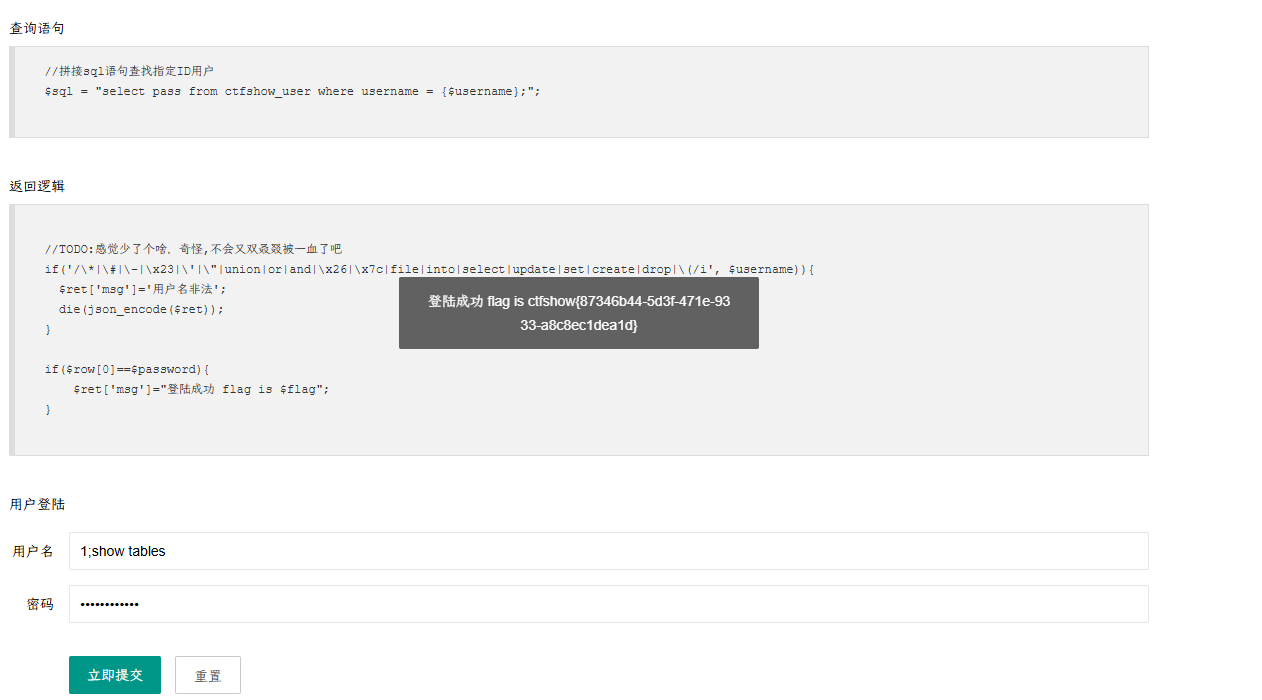 查询语句
//拼接sql语句查找指定ID用户
$sql = "select pass from ctfshow_user where username = {$username};";
返回逻辑
//TODO:感觉少了个啥，奇怪,不会又双叒叕被一血了吧
if('/\*|\#|\-|\x23|\'|\"|union|or|and|\x26|\x7c|file|into|select|update|set|create|drop|\(/i', $username)){
$ret['msg']='用户名非法';
die(json_encode($ret));
}
登陆成功 flag is ctfshow{87346b44-5d3f-471e-93
33-a8c8ec1dea1d}
if($row[0]==$password){
$ret['msg']="登陆成功 flag is $flag";
}
用户登陆
用户名 1;show tables
密码 ••••••••••••
立即提交 重置